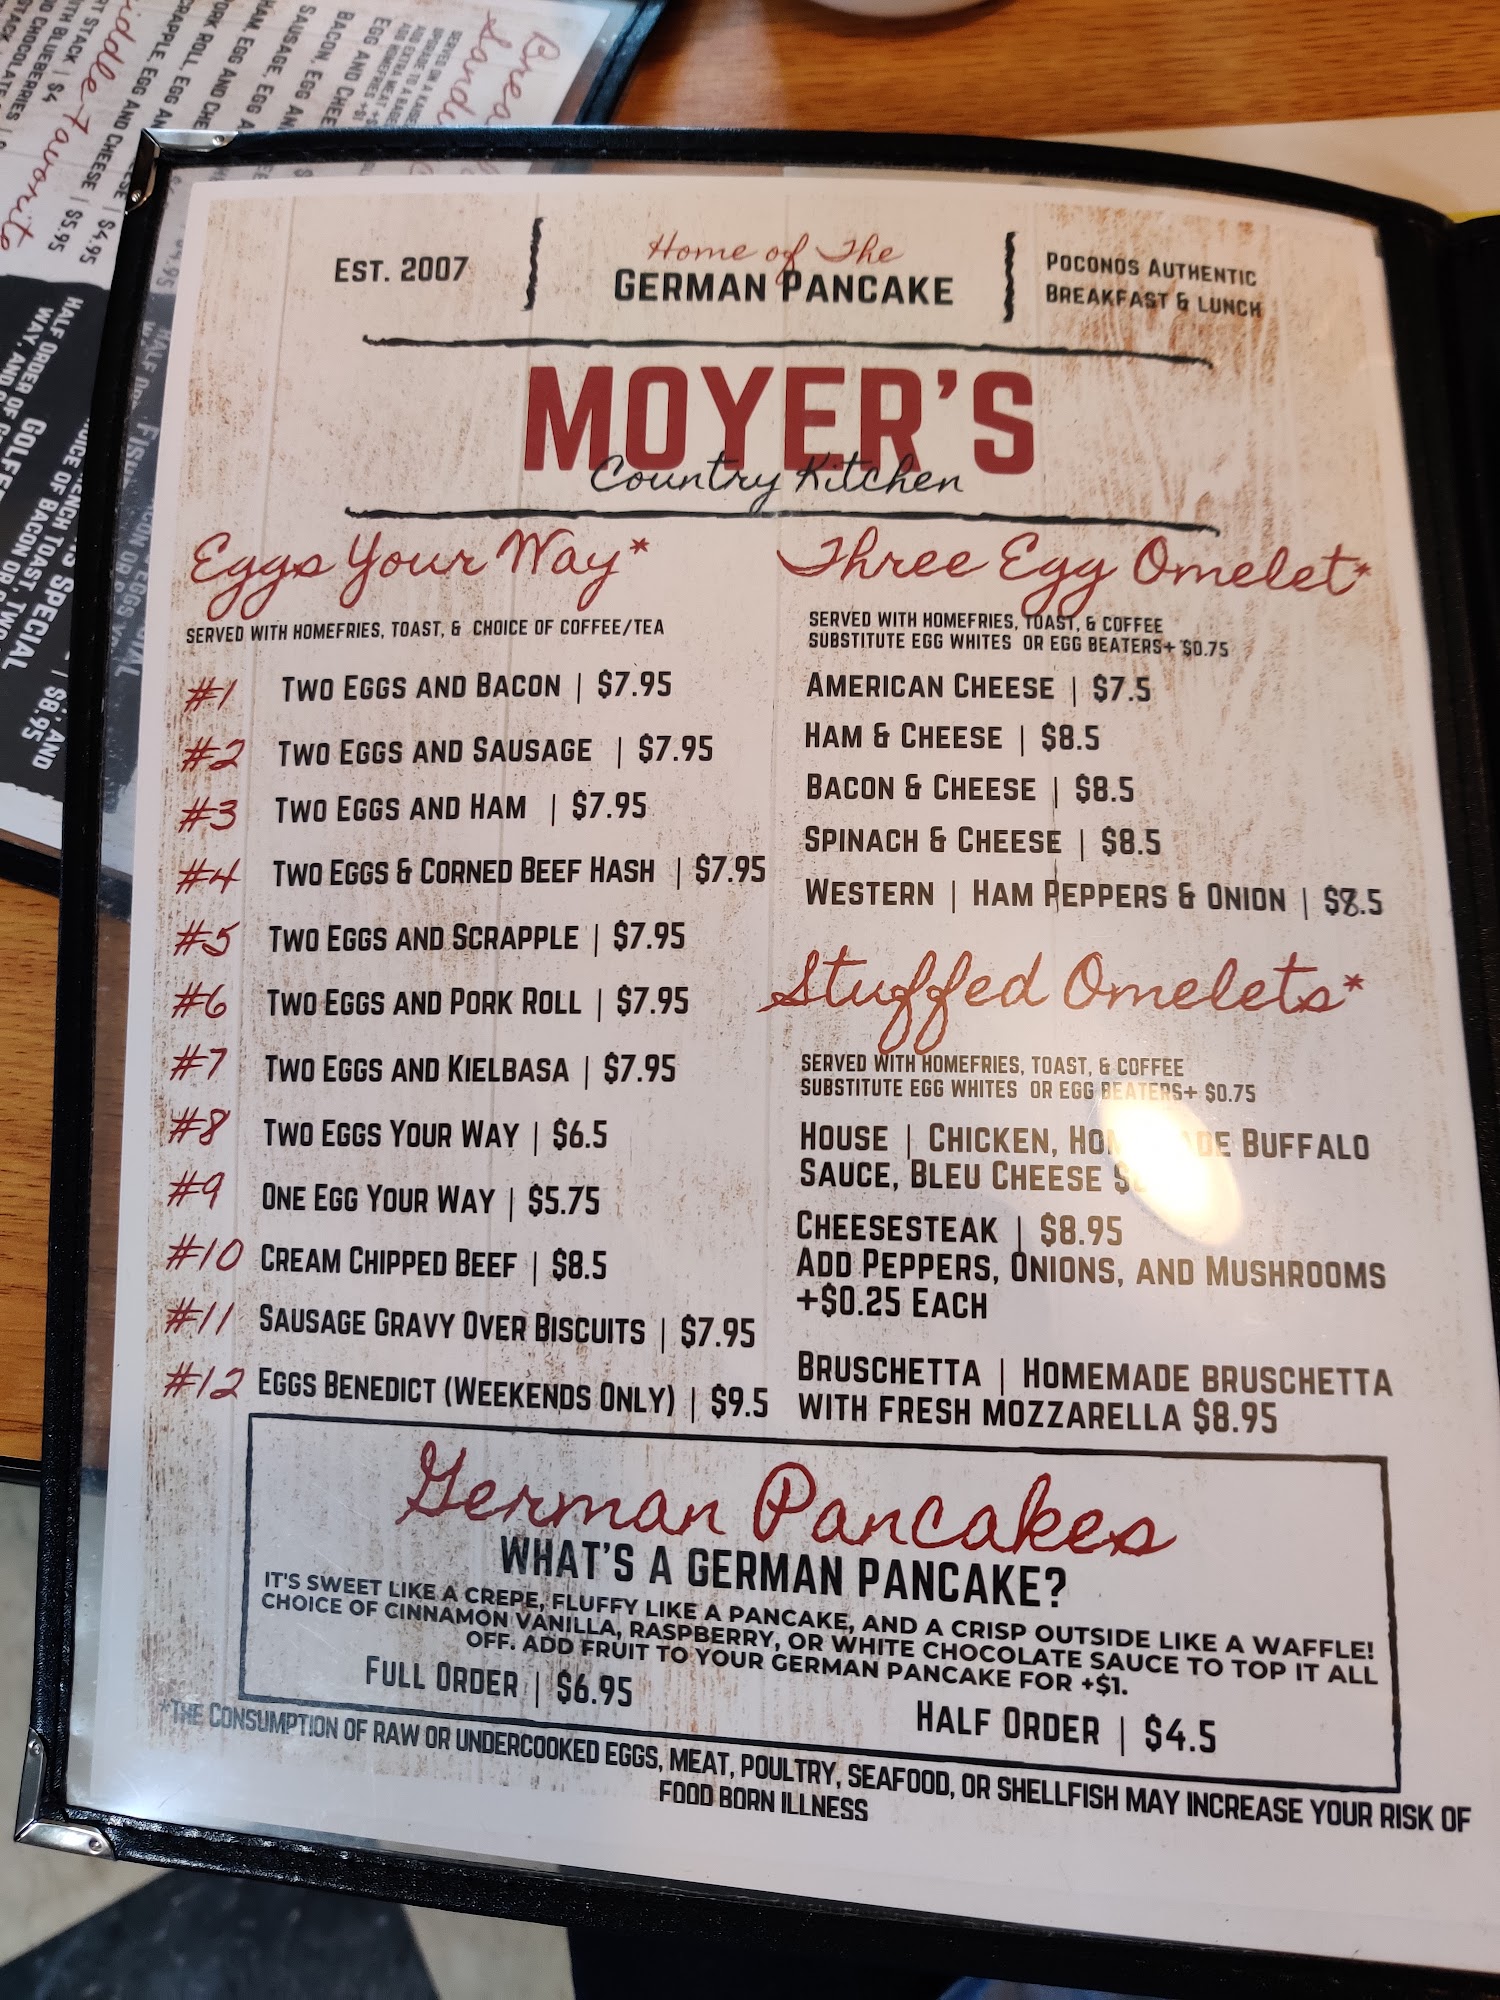 EST. 2007
Home of The
GERMAN PANCAKE
POCONOS AUTHENTIC
BREAKFAST & LUNCH
MOYER'S
Country Kitchen
Eggs Your Way*
SERVED WITH HOMEFRIES, TOAST, & CHOICE OF COFFEE/TEA
#1 TWO EGGS AND BACON | $7.95
#2 TWO EGGS AND SAUSAGE | $7.95
#3 TWO EGGS AND HAM | $7.95
#4 TWO EGGS & CORNED BEEF HASH | $7.95
#5 TWO EGGS AND SCRAPPLE | $7.95
#6 TWO EGGS AND PORK ROLL | $7.95
#7 TWO EGGS AND KIELBASA | $7.95
#8 TWO EGGS YOUR WAY | $6.5
#9 ONE EGG YOUR WAY | $5.75
#10 CREAM CHIPPED BEEF | $8.5
#11 SAUSAGE GRAVY OVER BISCUITS | $7.95
#12 EGGS BENEDICT (WEEKENDS ONLY) | $9.5
Three Egg Omelet*
SERVED WITH HOMEFRIES, TOAST, & COFFEE
SUBSTITUTE EGG WHITES OR EGG BEATERS+ $0.75
AMERICAN CHEESE | $7.5
HAM & CHEESE | $8.5
BACON & CHEESE | $8.5
SPINACH & CHEESE | $8.5
WESTERN | HAM PEPPERS & ONION | $8.5
Stuffed Omelets*
SERVED WITH HOMEFRIES, TOAST, & COFFEE
SUBSTITUTE EGG WHITES OR EGG BEATERS+ $0.75
HOUSE | CHICKEN, HOMEMADE BUFFALO
SAUCE, BLEU CHEESE
CHEESESTEAK | $8.95
ADD PEPPERS, ONIONS, AND MUSHROOMS
+$0.25 EACH
BRUSCHETTA | HOMEMADE BRUSCHETTA
WITH FRESH MOZZARELLA $8.95
German Pancakes
WHAT'S A GERMAN PANCAKE?
IT'S SWEET LIKE A CREPE, FLUFFY LIKE A PANCAKE, AND A CRISP OUTSIDE LIKE A WAFFLE!
CHOICE OF CINNAMON VANILLA, RASPBERRY, OR WHITE CHOCOLATE SAUCE TO TOP IT ALL
OFF. ADD FRUIT TO YOUR GERMAN PANCAKE FOR +$1.
FULL ORDER | $6.95
HALF ORDER | $4.5
*THE CONSUMPTION OF RAW OR UNDERCOOKED EGGS, MEAT, POULTRY, SEAFOOD, OR SHELLFISH MAY INCREASE YOUR RISK OF
FOOD BORN ILLNESS